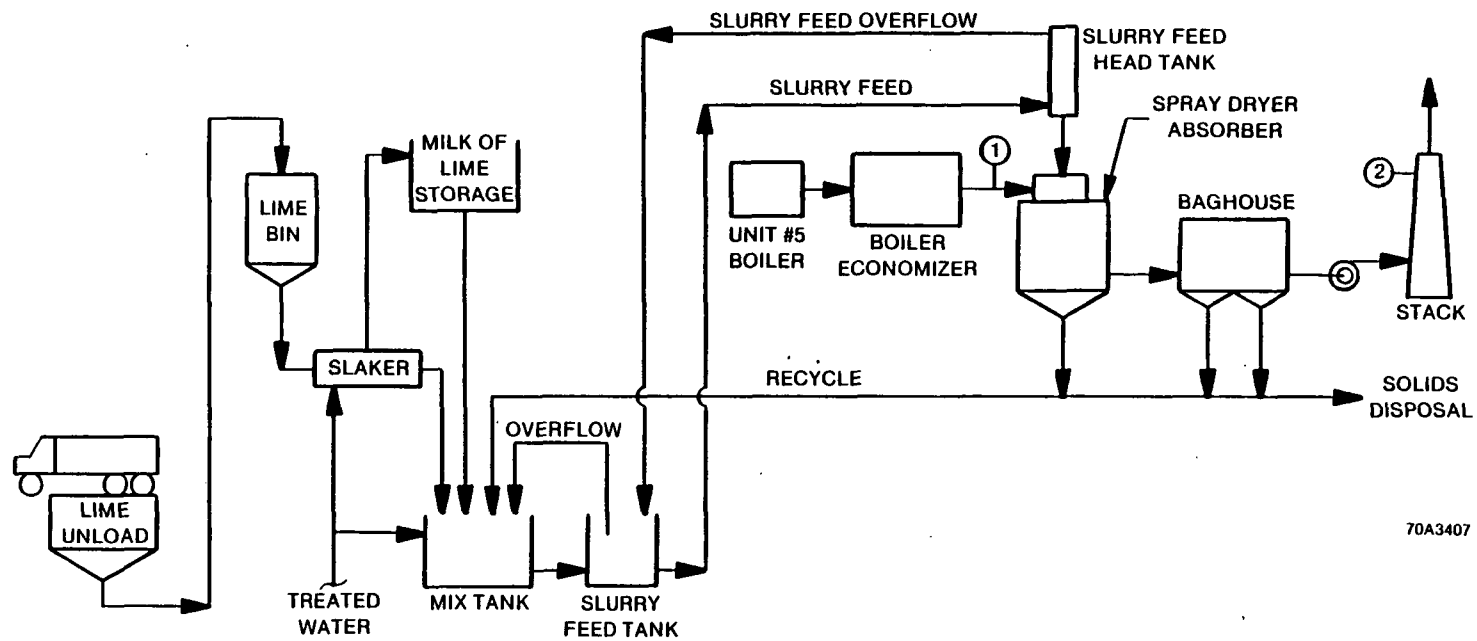 SLURRY FEED OVERFLOW
SLURRY FEED
HEAD TANK
SLURRY FEED
SPRAY DRYER
ABSORBER
MILK OF
LIME
STORAGE
1
2
LIME
BIN
UNIT #5
BOILER
BOILER
ECONOMIZER
BAGHOUSE
STACK
SLAKER
RECYCLE
SOLIDS
DISPOSAL
OVERFLOW
LIME
UNLOAD
70A3407
TREATED
WATER
MIX TANK
SLURRY
FEED TANK